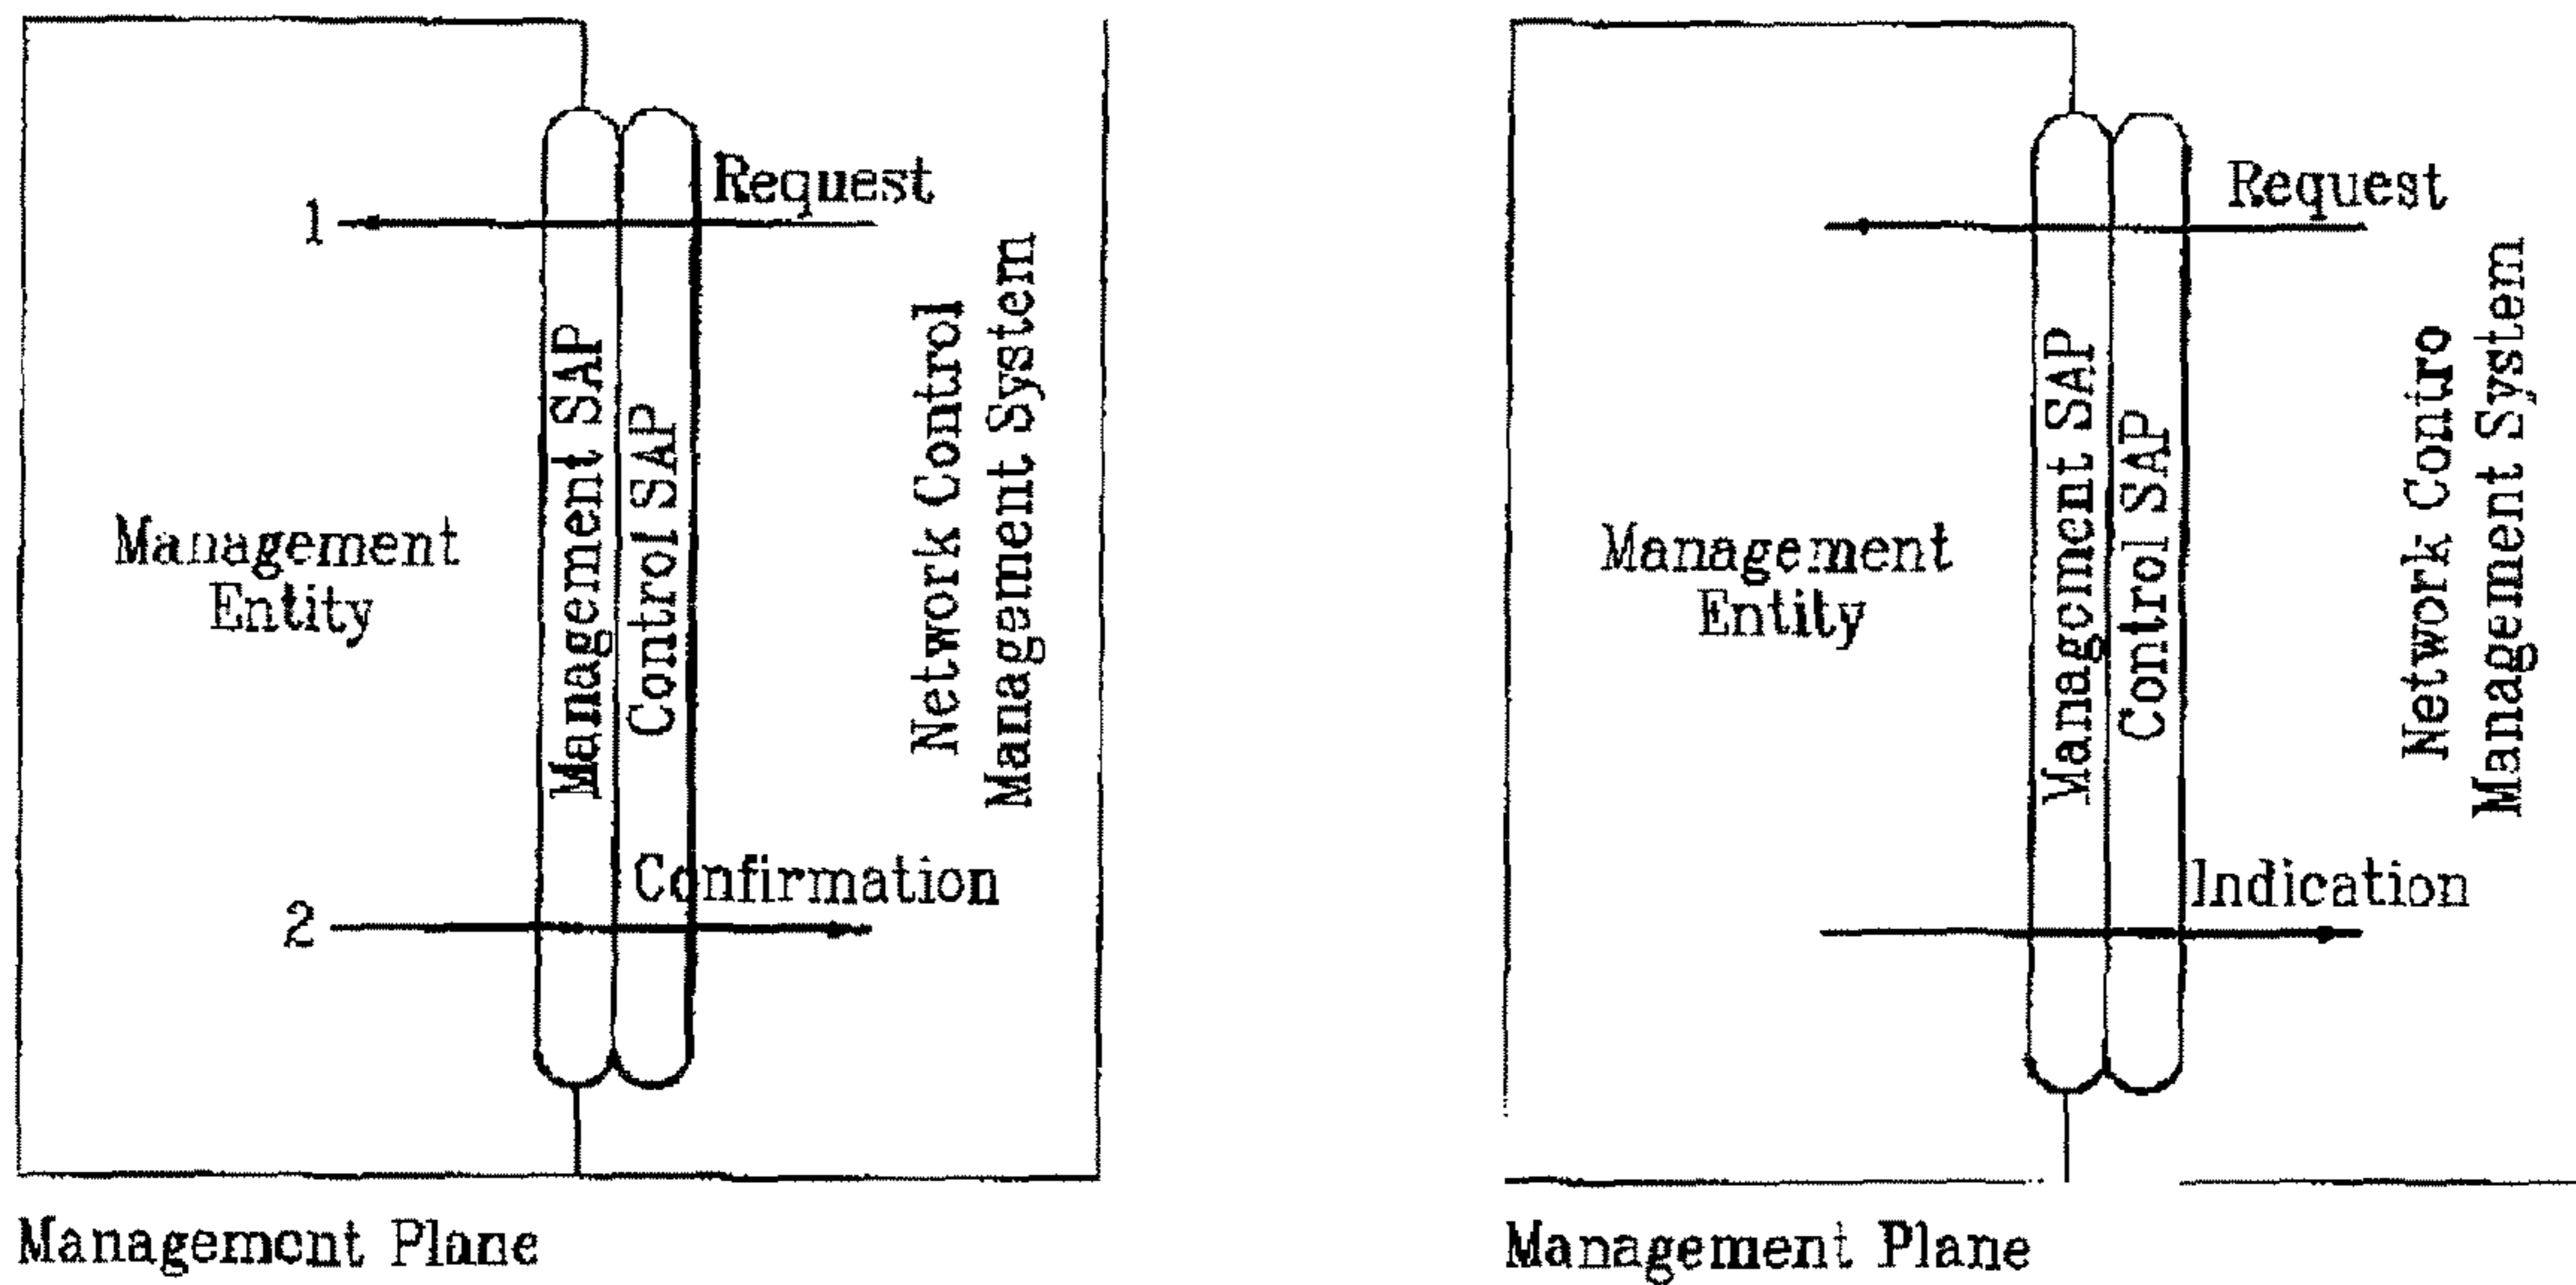 Request
1
Management SAP
Control SAP
Network Control
Management System
Management
Entity
Confirmation
2
Management Plane
Request
Management SAP
Control SAP
Network Contro
Management System
Management
Entity
Indication
Management Plane